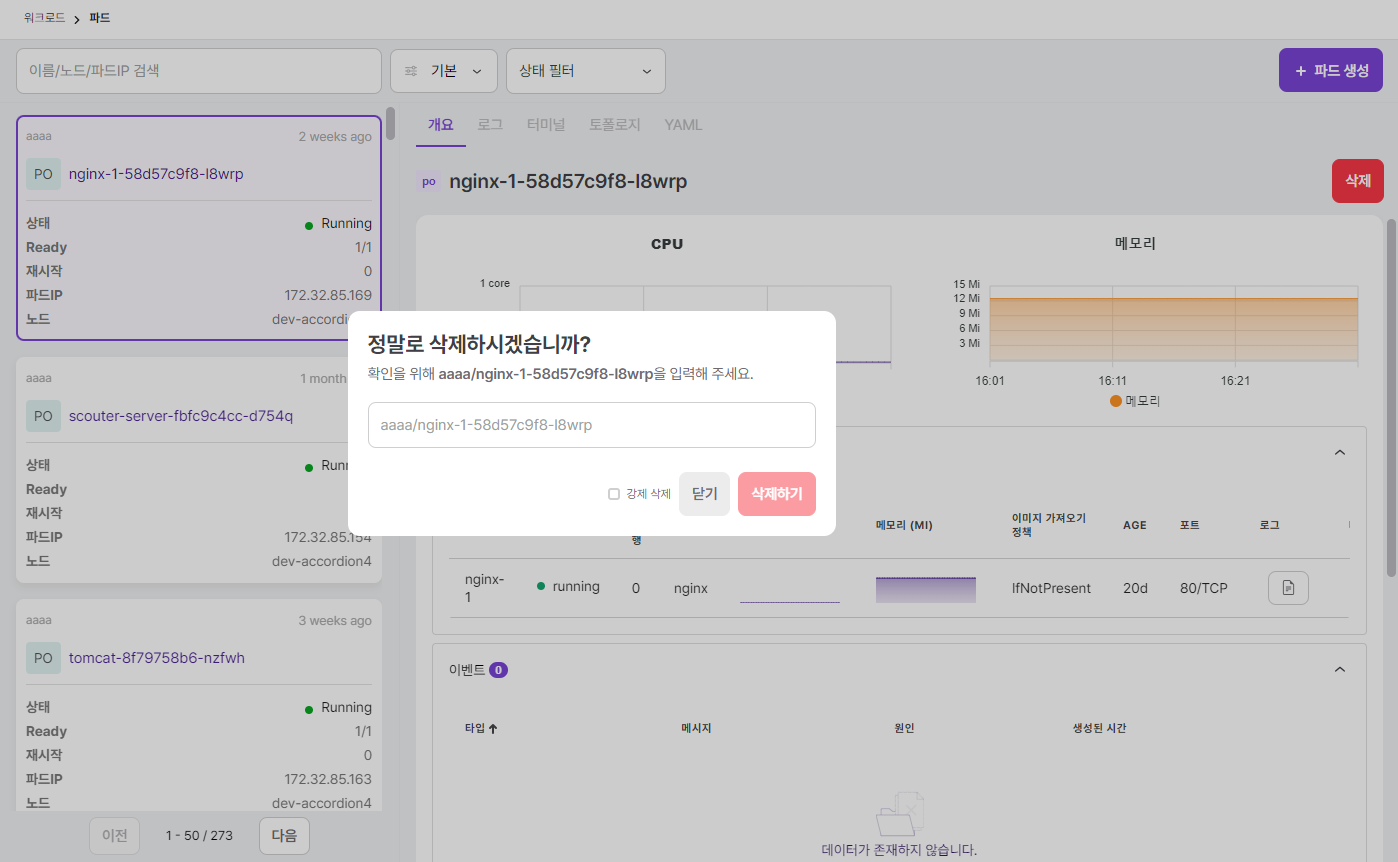 워크로드 > 파드
이름/노드/파드IP 검색
기본
상태 필터
+ 파드 생성
aaaa 2 weeks ago
PO nginx-1-58d57c9f8-l8wrp
상태 Running
Ready 1/1
재시작 0
파드IP 172.32.85.169
노드 dev-accordi
aaaa 1 month
PO scouter-server-fbfc9c4cc-d754q
상태 Runn
Ready
재시작
파드IP 172.32.85.154
노드 dev-accordion4
aaaa 3 weeks ago
PO tomcat-8f79758b6-nzfwh
상태 Running
Ready 1/1
재시작 0
파드IP 172.32.85.163
노드 dev-accordion4
이전 1 - 50 / 273 다음
개요 로그 터미널 토폴로지 YAML
po nginx-1-58d57c9f8-l8wrp
삭제
CPU
1 core
메모리
15 Mi
12 Mi
9 Mi
6 Mi
3 Mi
16:01 16:11 16:21
메모리
정말로 삭제하시겠습니까?
확인을 위해 aaaa/nginx-1-58d57c9f8-l8wrp을 입력해 주세요.
aaaa/nginx-1-58d57c9f8-l8wrp
강제 삭제 닫기 삭제하기
행 메모리 (MI) 이미지 가져오기 정책 AGE 포트 로그
nginx-1 running 0 nginx IfNotPresent 20d 80/TCP
이벤트 0
타입 메시지 원인 생성된 시간
데이터가 존재하지 않습니다.